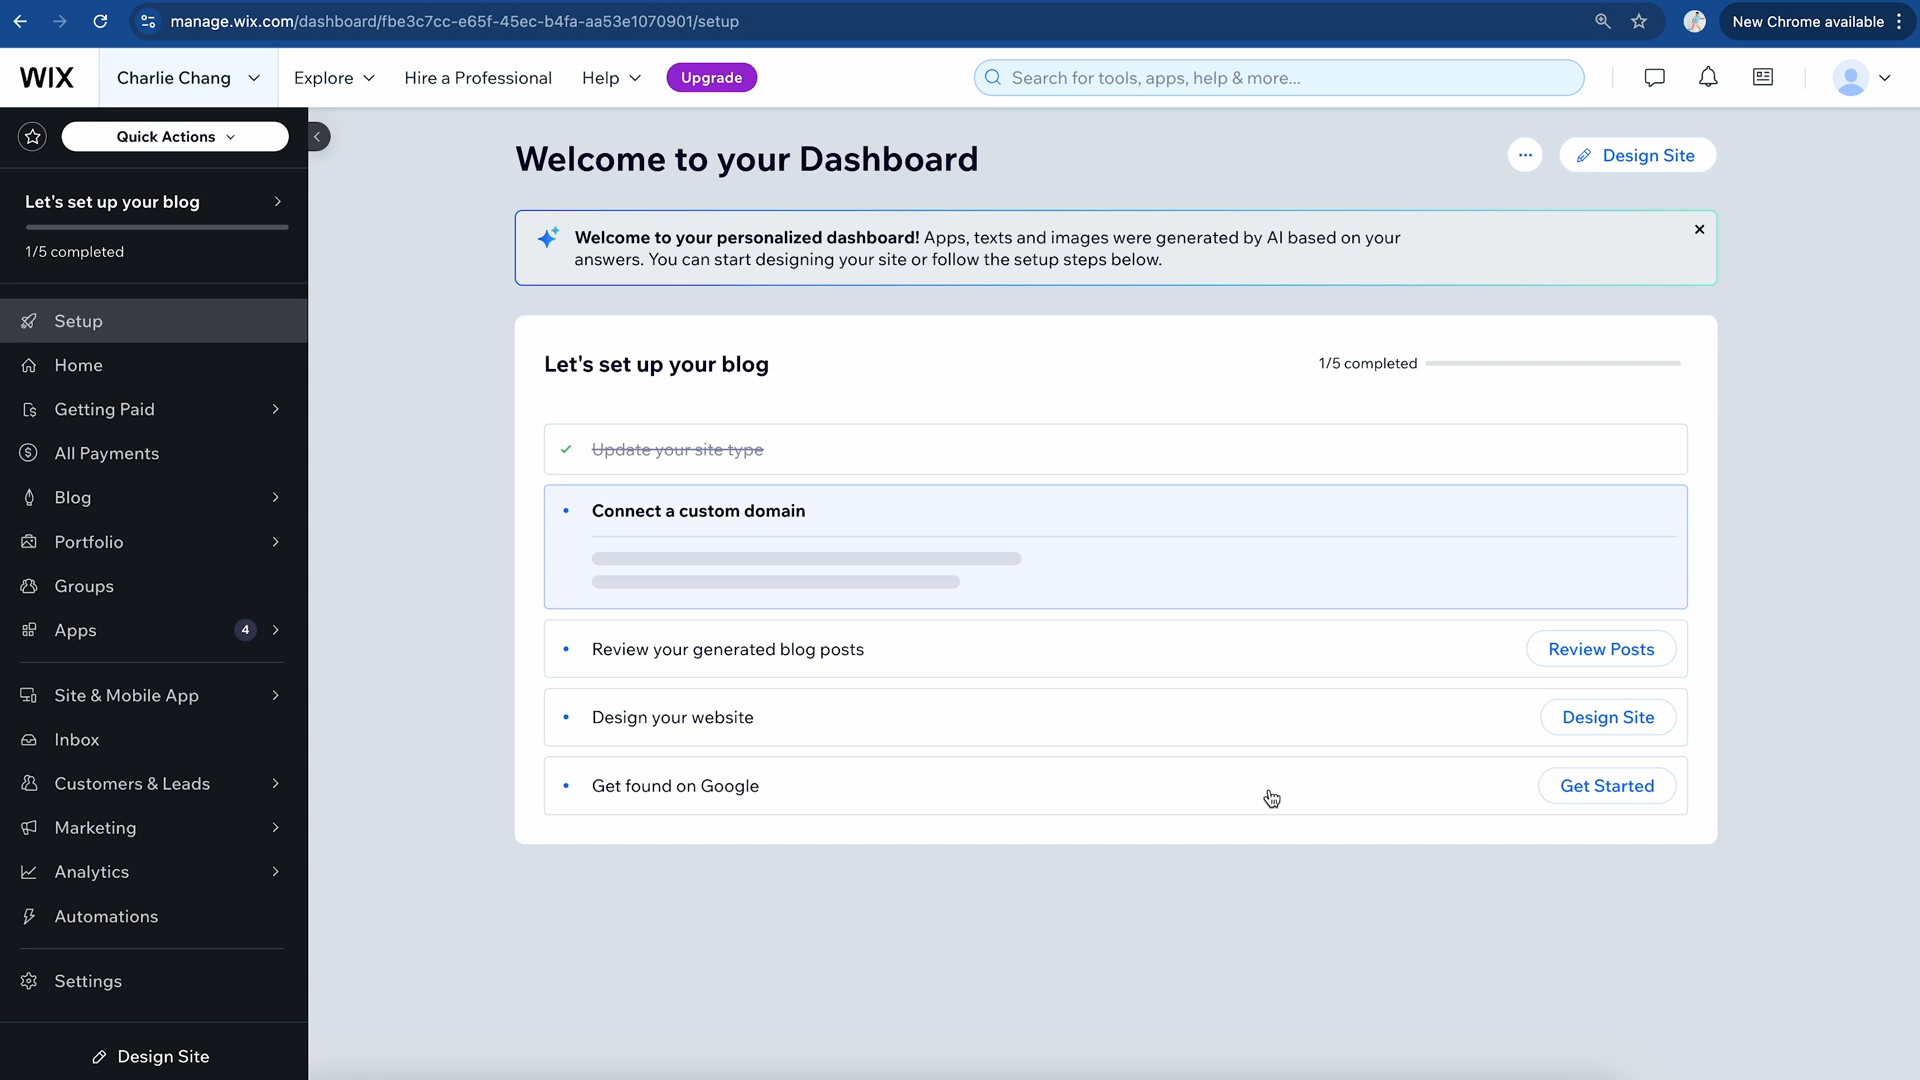 manage.wix.com/dashboard/fbe3c7cc-e65f-45ec-b4fa-aa53e1070901/setup
New Chrome available
WIX
Charlie Chang
Explore
Hire a Professional
Help
Upgrade
Search for tools, apps, help & more...
Quick Actions
Let's set up your blog
1/5 completed
Setup
Home
Getting Paid
All Payments
Blog
Portfolio
Groups
Apps 4
Site & Mobile App
Inbox
Customers & Leads
Marketing
Analytics
Automations
Settings
Design Site
Welcome to your Dashboard
Design Site
Welcome to your personalized dashboard! Apps, texts and images were generated by AI based on your
answers. You can start designing your site or follow the setup steps below.
Let's set up your blog
1/5 completed
Update your site type
Connect a custom domain
Review your generated blog posts
Review Posts
Design your website
Design Site
Get found on Google
Get Started